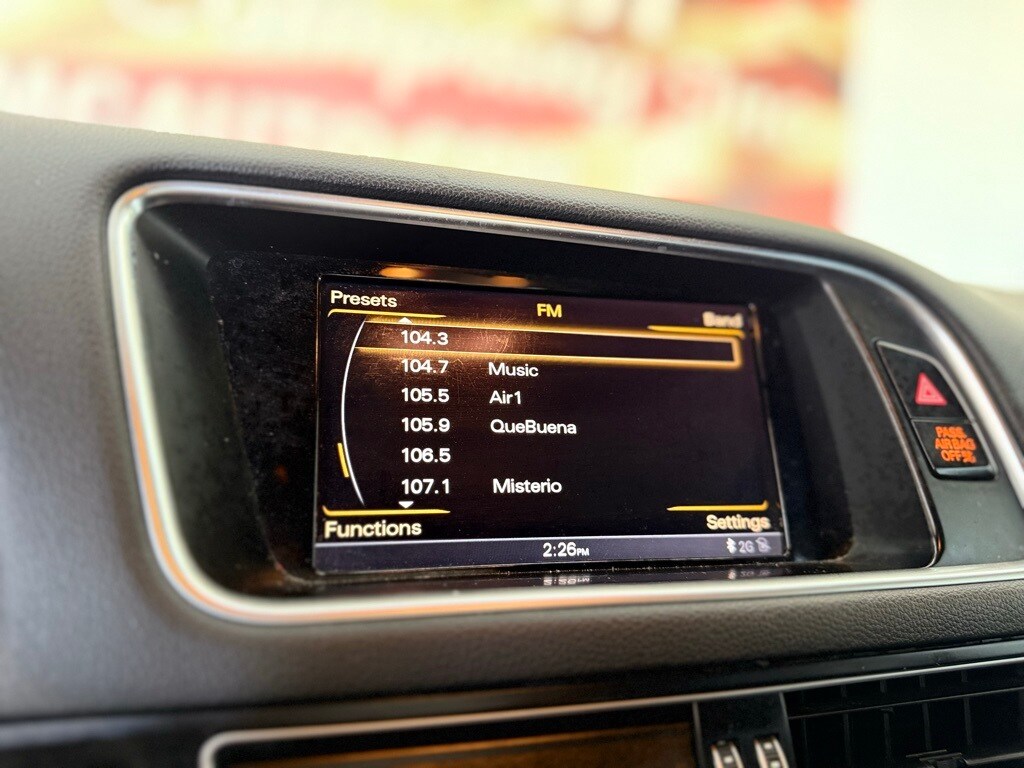 Presets FM Band
104.3
104.7 Music
105.5 Air1
105.9 QueBuena
106.5
107.1 Misterio
Functions Settings
2:26PM 2G
PASS
AIRBAG
OFF